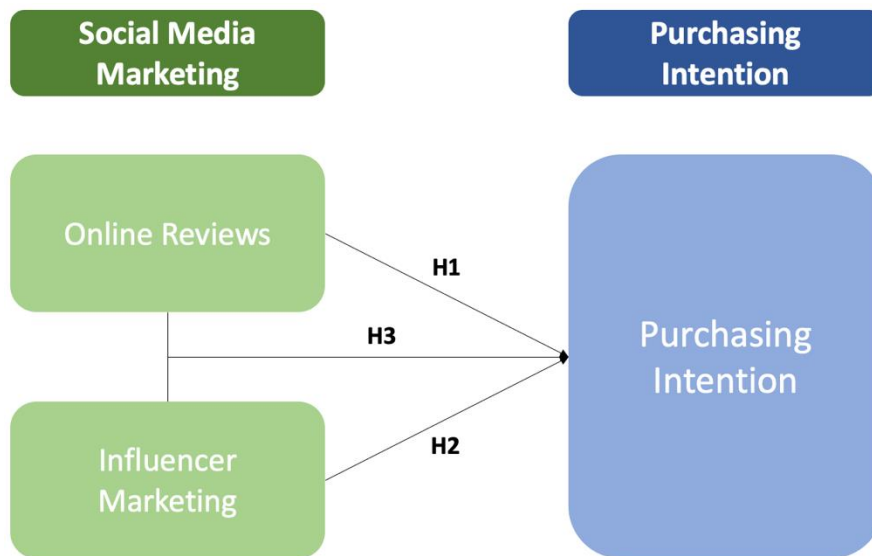 Social Media
Marketing
Purchasing
Intention
Online Reviews
H1
H3
Purchasing
Intention
H2
Influencer
Marketing